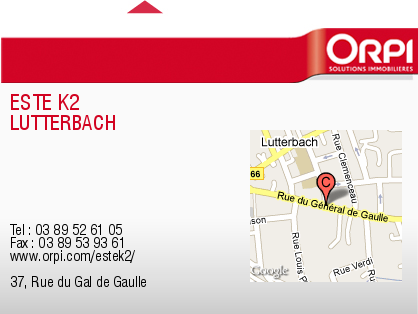 ORPI
SOLUTIONS IMMOBILIÈRES
ESTE K2
LUTTERBACH
Lutterbach
Rue Clemenceau
66
C
Rue du Général de Gaulle
Rue Louis P
Rue Verdi
Google
Tel : 03 89 52 61 05
Fax : 03 89 53 93 61
www.orpi.com/estek2/
37, Rue du Gal de Gaulle